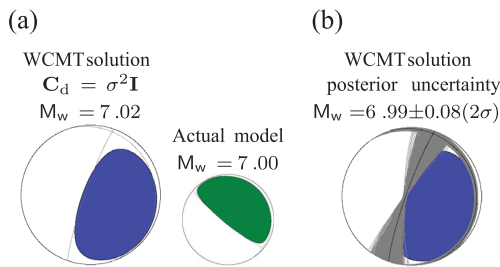 (a)
WCMT solution
C_d = σ²I
M_w = 7.02
Actual model
M_w = 7.00
(b)
WCMT solution
posterior uncertainty
M_w = 6.99±0.08(2σ)